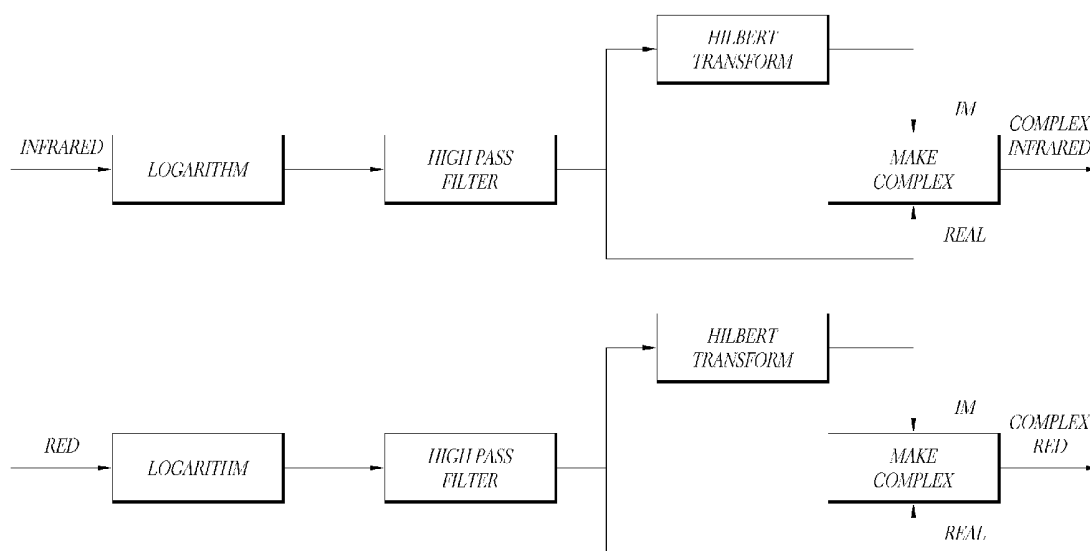 HILBERT
TRANSFORM
IM
COMPLEX
INFRARED
INFRARED
LOGARITHM
HIGH PASS
FILTER
MAKE
COMPLEX
REAL
HILBERT
TRANSFORM
IM
COMPLEX
RED
RED
LOGARITHM
HIGH PASS
FILTER
MAKE
COMPLEX
REAL